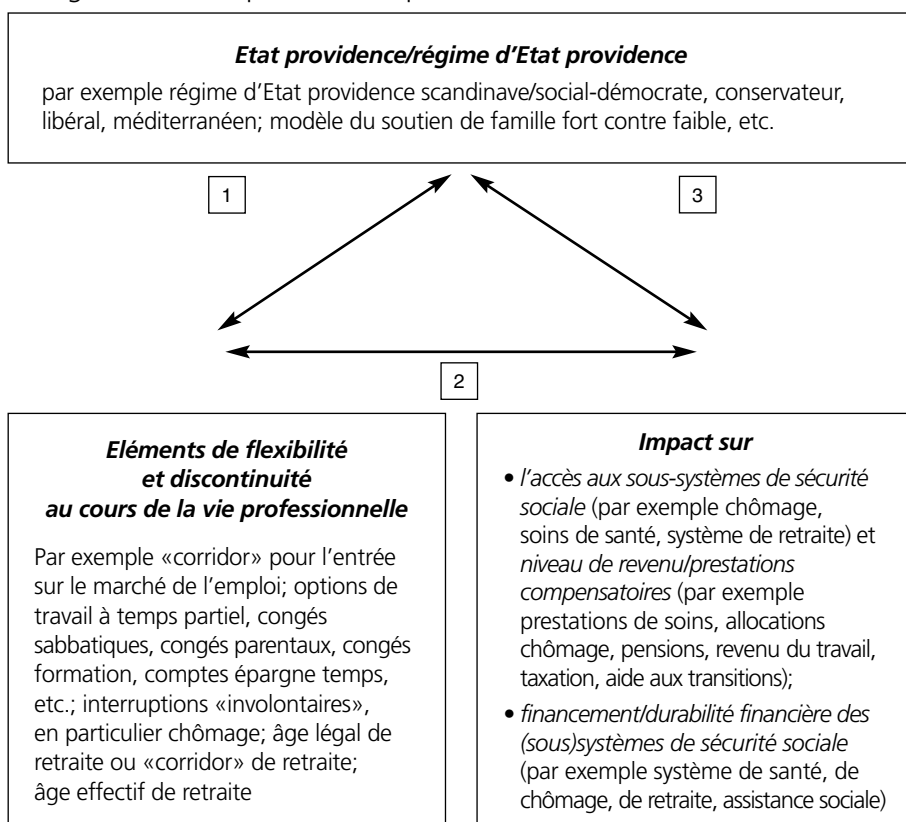 Etat providence/régime d'Etat providence
par exemple régime d'Etat providence scandinave/social-démocrate, conservateur,
libéral, méditerranéen; modèle du soutien de famille fort contre faible, etc.
1
3
2
Eléments de flexibilité
et discontinuité
au cours de la vie professionnelle
Par exemple «corridor» pour l'entrée
sur le marché de l'emploi; options de
travail à temps partiel, congés
sabbatiques, congés parentaux, congés
formation, comptes épargne temps,
etc.; interruptions «involontaires»,
en particulier chômage; âge légal de
retraite ou «corridor» de retraite;
âge effectif de retraite
Impact sur
• l'accès aux sous-systèmes de sécurité
sociale (par exemple chômage,
soins de santé, système de retraite) et
niveau de revenu/prestations
compensatoires (par exemple
prestations de soins, allocations
chômage, pensions, revenu du travail,
taxation, aide aux transitions);
• financement/durabilité financière des
(sous)systèmes de sécurité sociale
(par exemple système de santé, de
chômage, de retraite, assistance sociale)